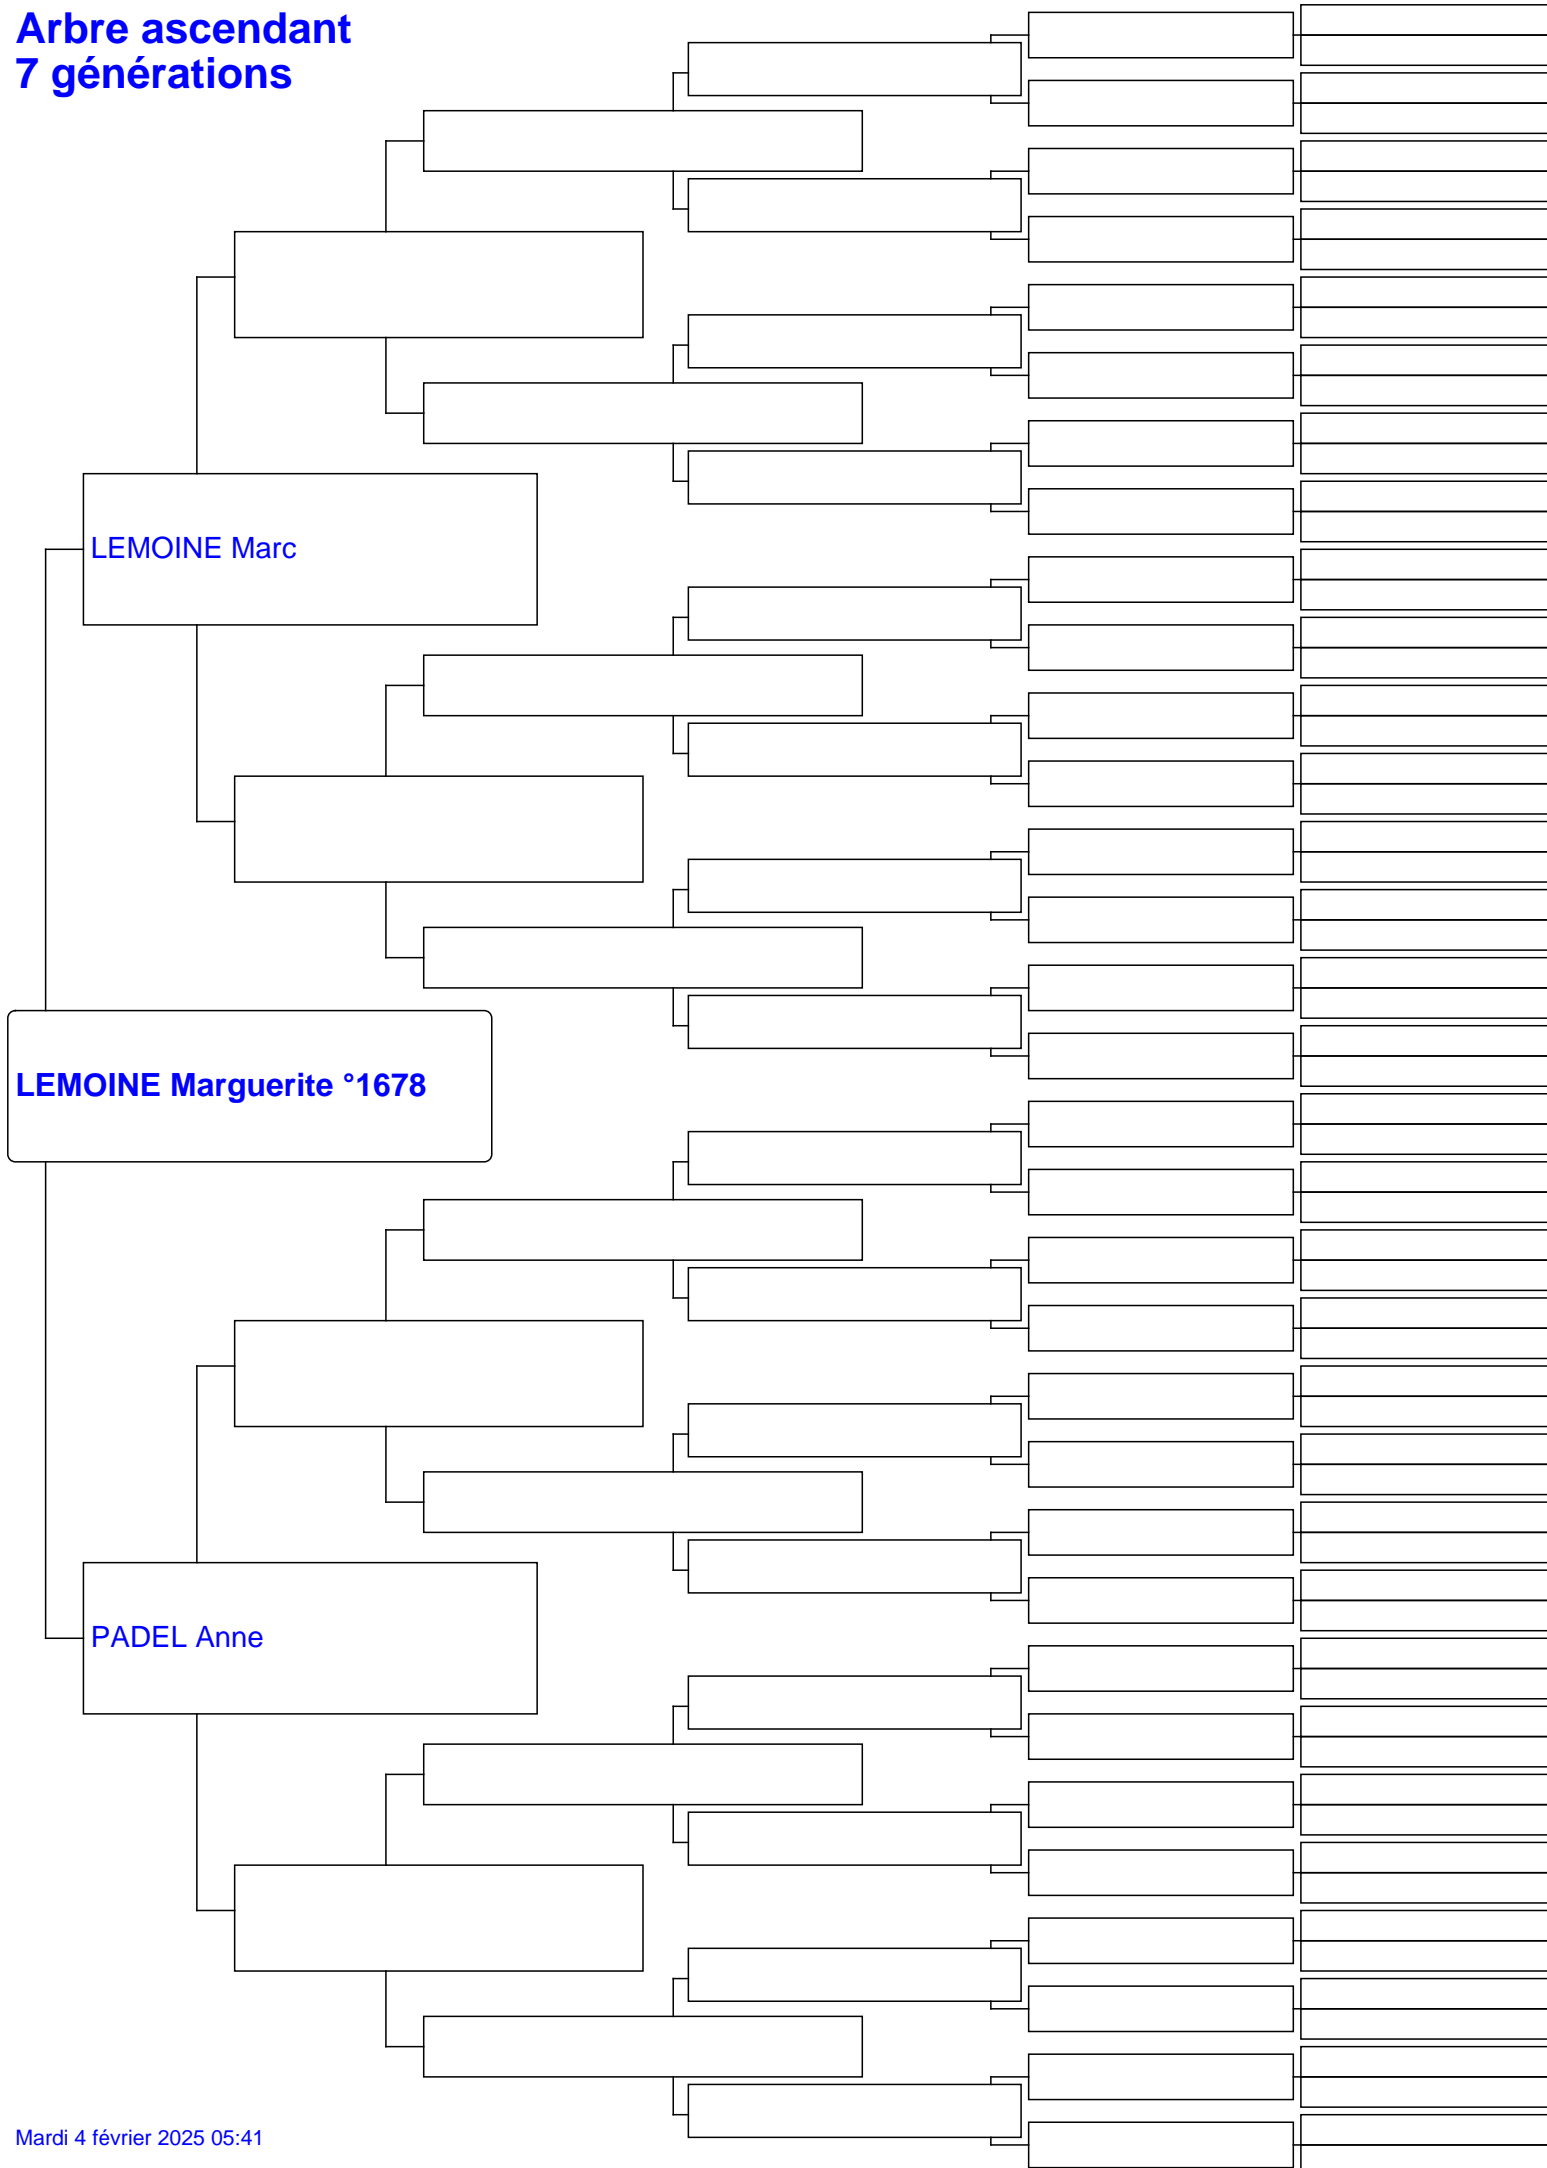 Arbre ascendant
7 générations
LEMOINE Marc
LEMOINE Marguerite °1678
PADEL Anne
Mardi 4 février 2025 05:41